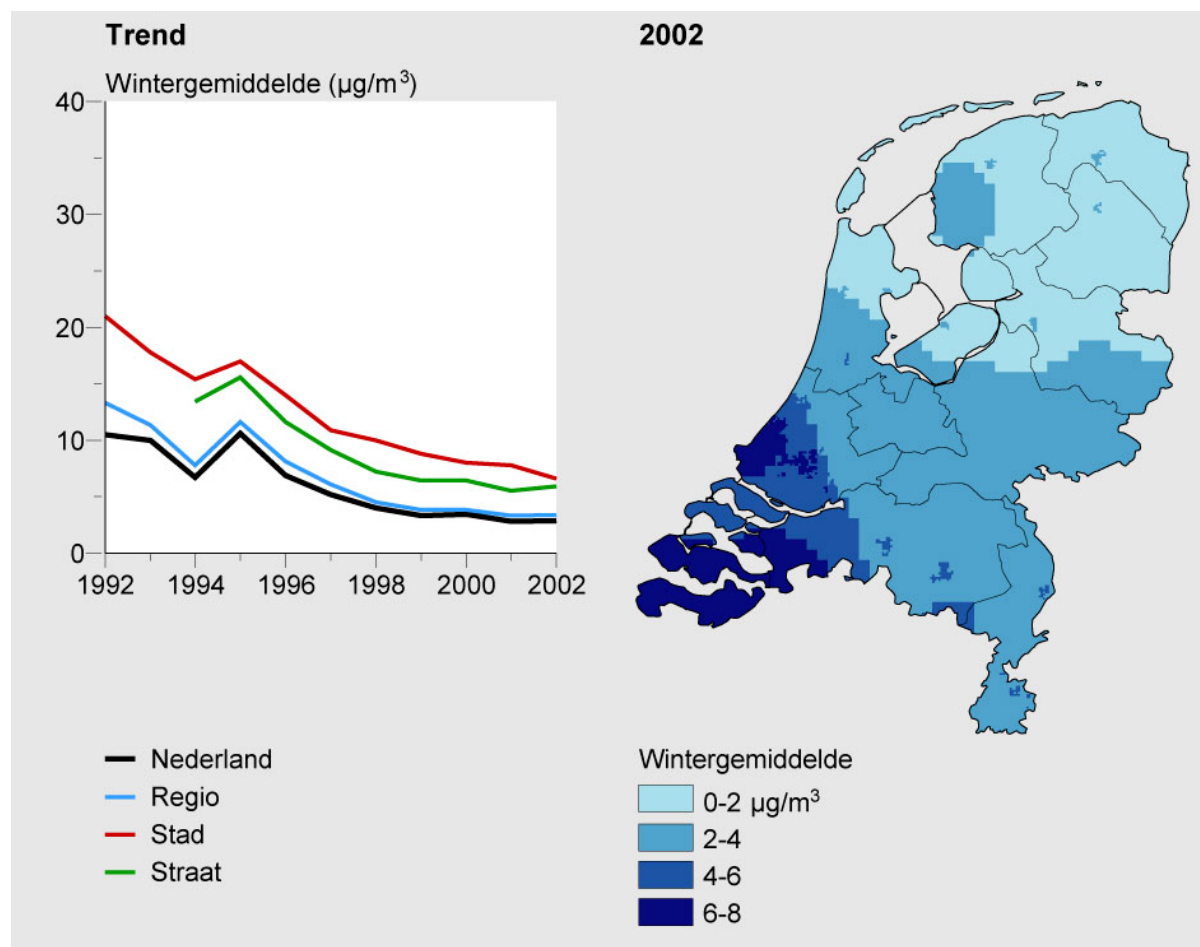 Trend
Wintergemiddelde (µg/m³)
40
30
20
10
0
1992 1994 1996 1998 2000 2002
Nederland
Regio
Stad
Straat
2002
Wintergemiddelde
0-2 µg/m³
2-4
4-6
6-8